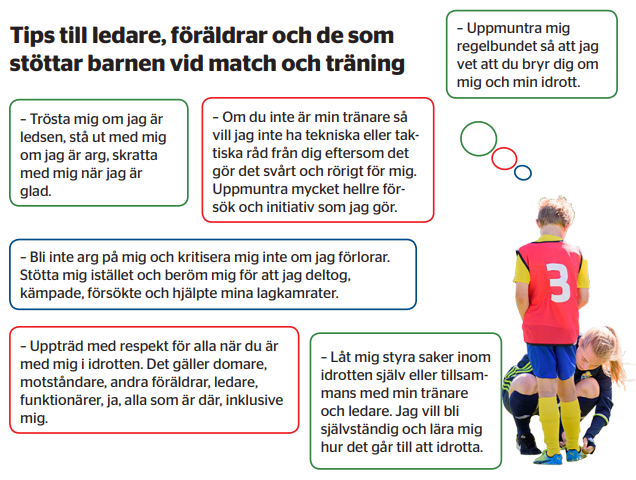 Tips till ledare, föräldrar och de som
stöttar barnen vid match och träning
– Uppmuntra mig
regelbundet så att jag
vet att du bryr dig om
mig och min idrott.
– Trösta mig om jag är
ledsen, stå ut med mig
om jag är arg, skratta
med mig när jag är
glad.
– Om du inte är min tränare så
vill jag inte ha tekniska eller tak-
tiska råd från dig eftersom det
gör det svårt och rörigt för mig.
Uppmuntra mycket hellre för-
sök och initiativ som jag gör.
– Bli inte arg på mig och kritisera mig inte om jag förlorar.
Stötta mig istället och beröm mig för att jag deltog,
kämpade, försökte och hjälpte mina lagkamrater.
– Uppträd med respekt för alla när du är
med mig i idrotten. Det gäller domare,
motståndare, andra föräldrar, ledare,
funktionärer, ja, alla som är där, inklusive
mig.
– Låt mig styra saker inom
idrotten själv eller tillsam-
mans med min tränare
och ledare. Jag vill bli
självständig och lära mig
hur det går till att idrotta.
3